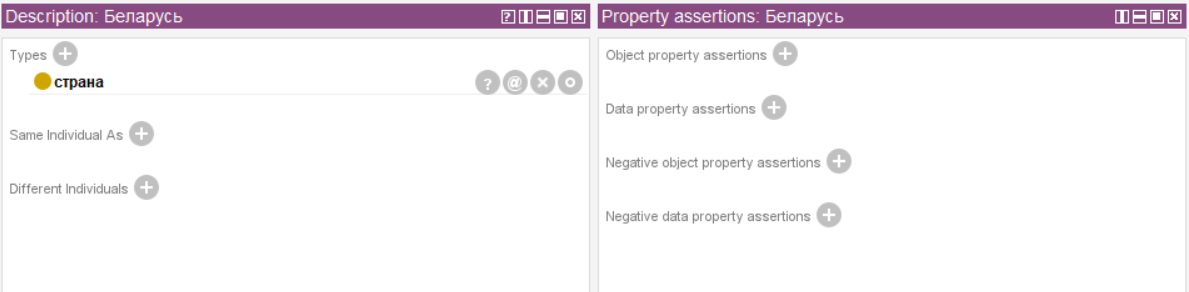 Description: Беларусь
Types
страна
Same Individual As
Different Individuals
Property assertions: Беларусь
Object property assertions
Data property assertions
Negative object property assertions
Negative data property assertions